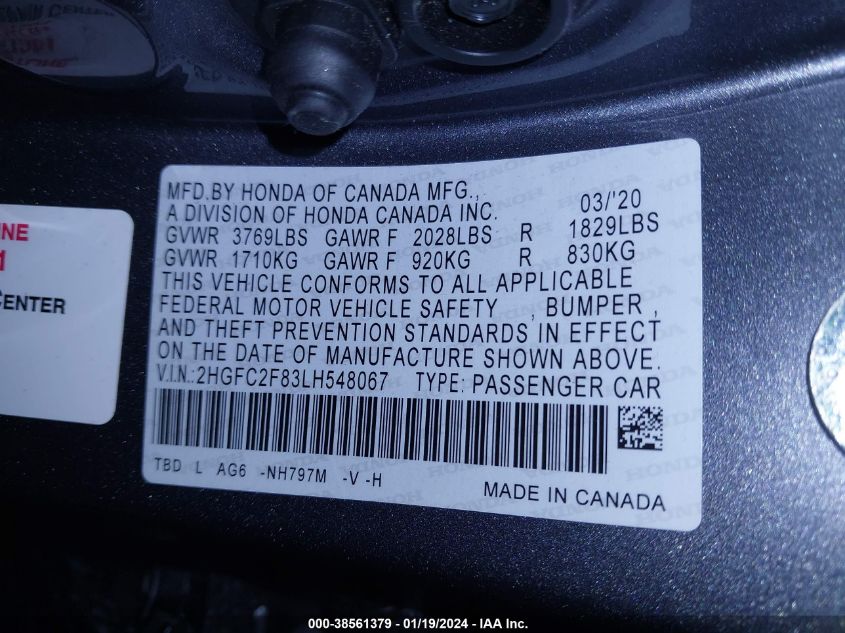 MFD.BY HONDA OF CANADA MFG., 03/'20
A DIVISION OF HONDA CANADA INC.
GVWR 3769LBS GAWR F 2028LBS R 1829LBS
GVWR 1710KG GAWR F 920KG R 830KG
THIS VEHICLE CONFORMS TO ALL APPLICABLE
FEDERAL MOTOR VEHICLE SAFETY , BUMPER ,
AND THEFT PREVENTION STANDARDS IN EFFECT
ON THE DATE OF MANUFACTURE SHOWN ABOVE.
V.I.N.:2HGFC2F83LH548067 TYPE: PASSENGER CAR
TBD L AG6 -NH797M -V -H
MADE IN CANADA
INE
1
CENTER
000-38561379 - 01/19/2024 - IAA Inc.